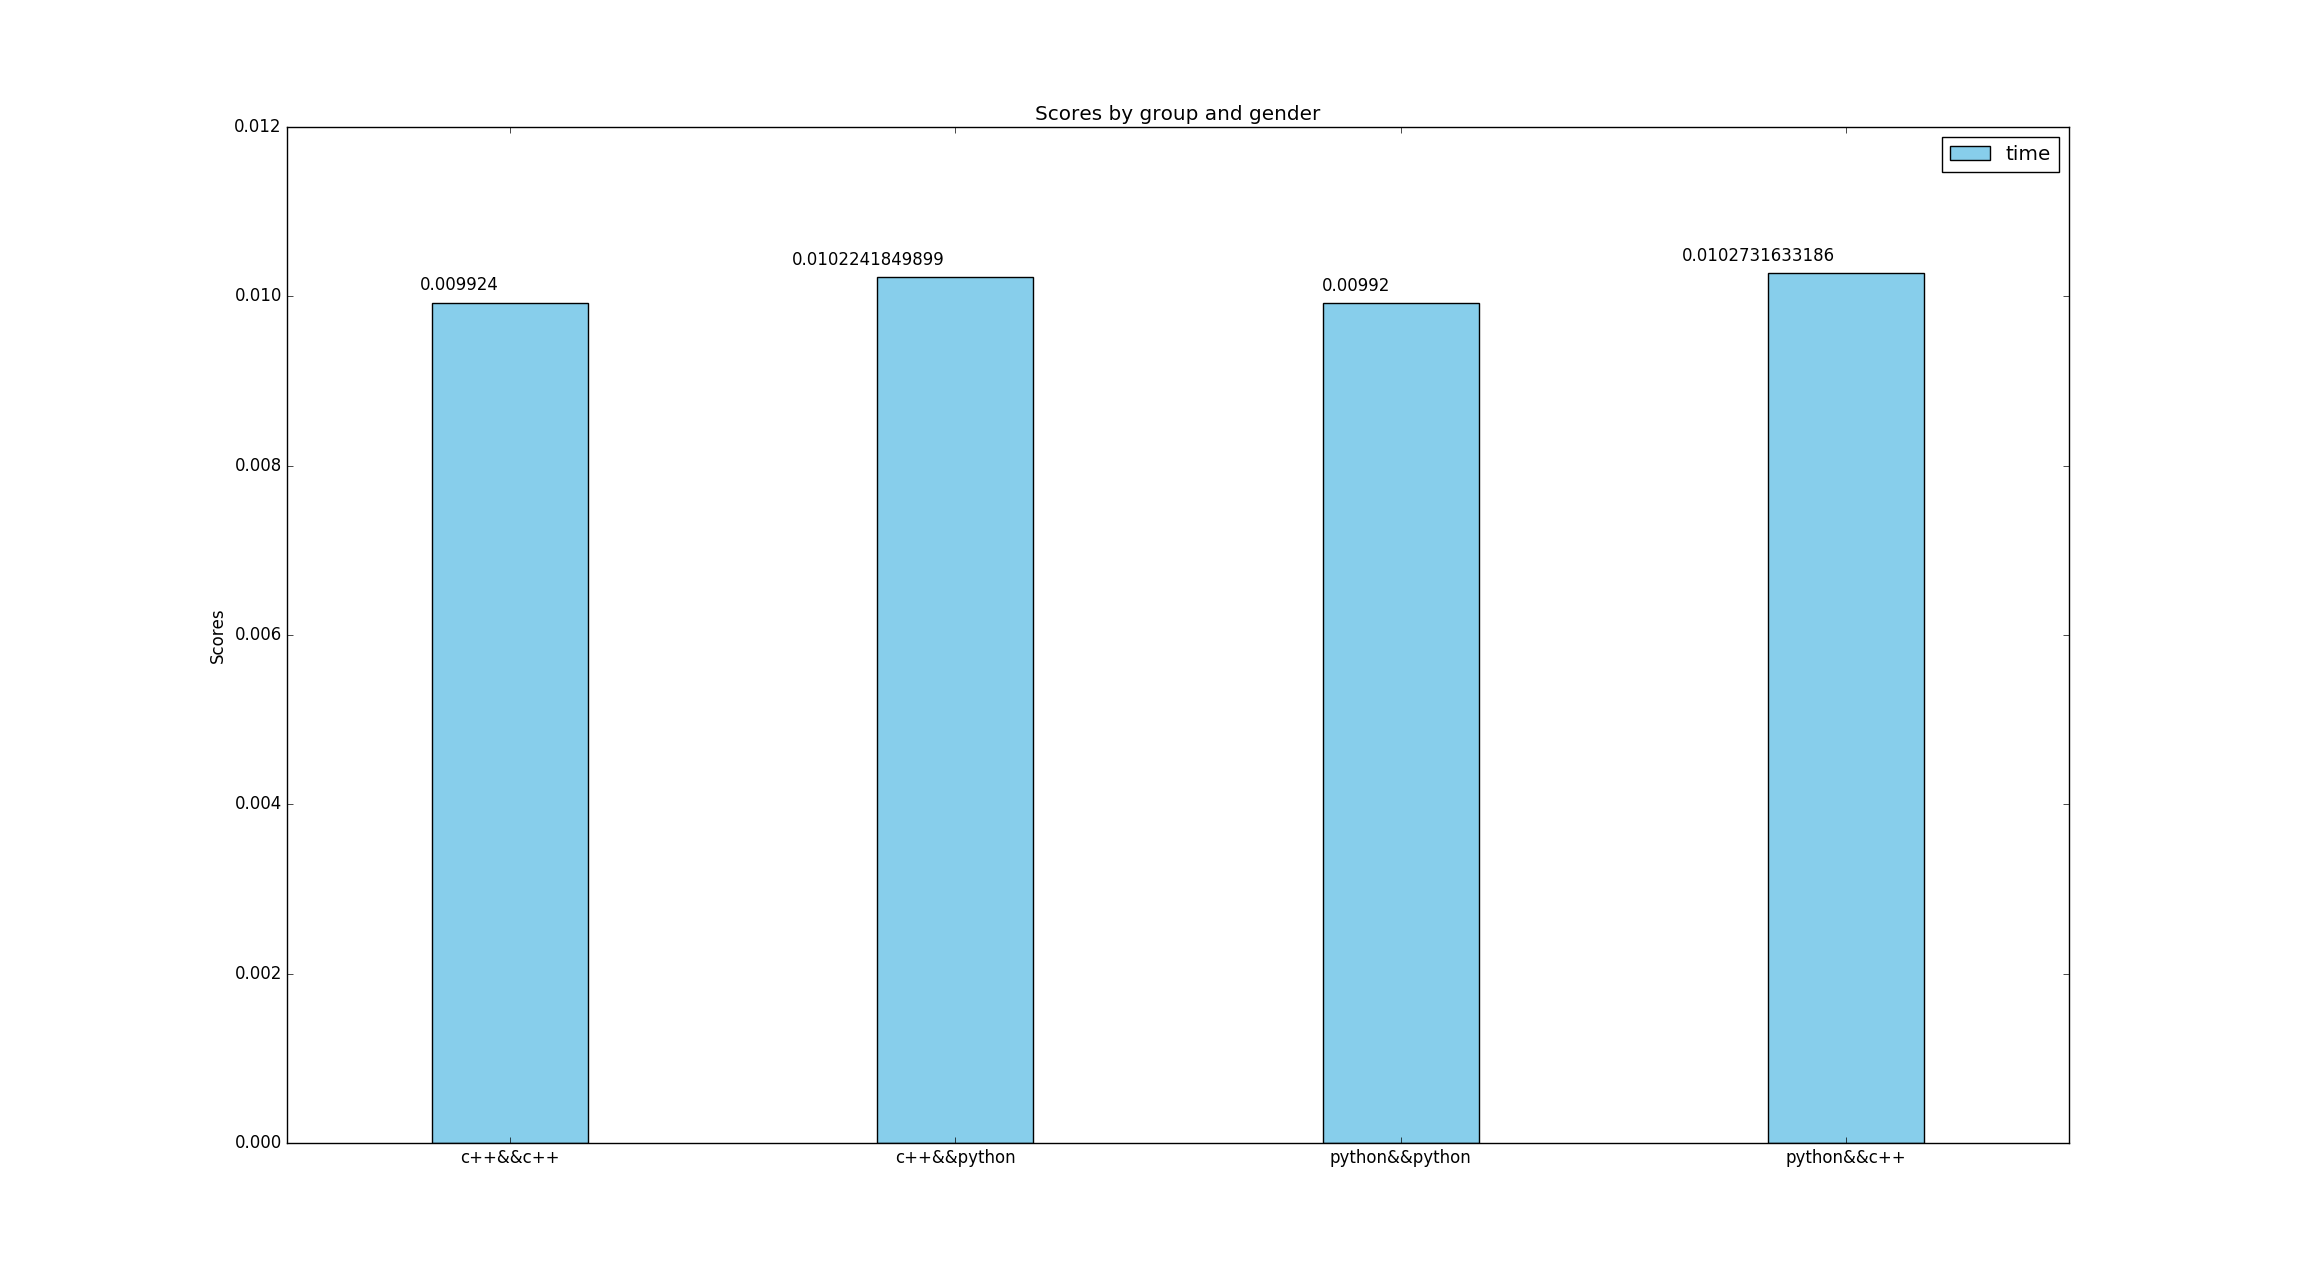 Scores by group and gender
time
0.012
0.010
0.008
0.006
0.004
0.002
0.000
Scores
0.009924
0.0102241849899
0.00992
0.0102731633186
c++&&c++
c++&&python
python&&python
python&&c++